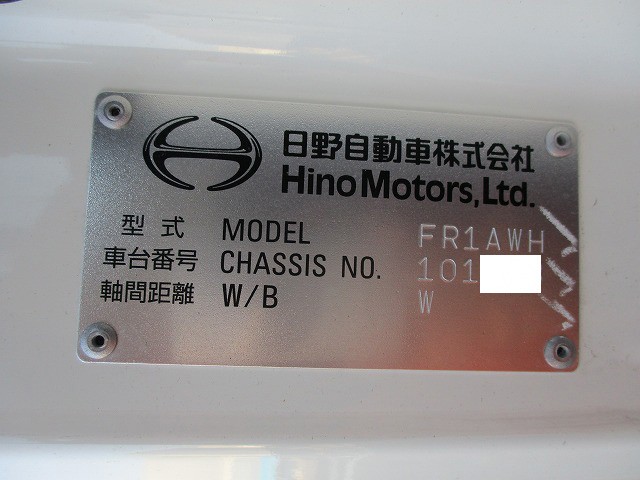 日野自動車株式会社
Hino Motors, Ltd.
型式 MODEL FR1AWH
車台番号 CHASSIS NO. 101
軸間距離 W/B W